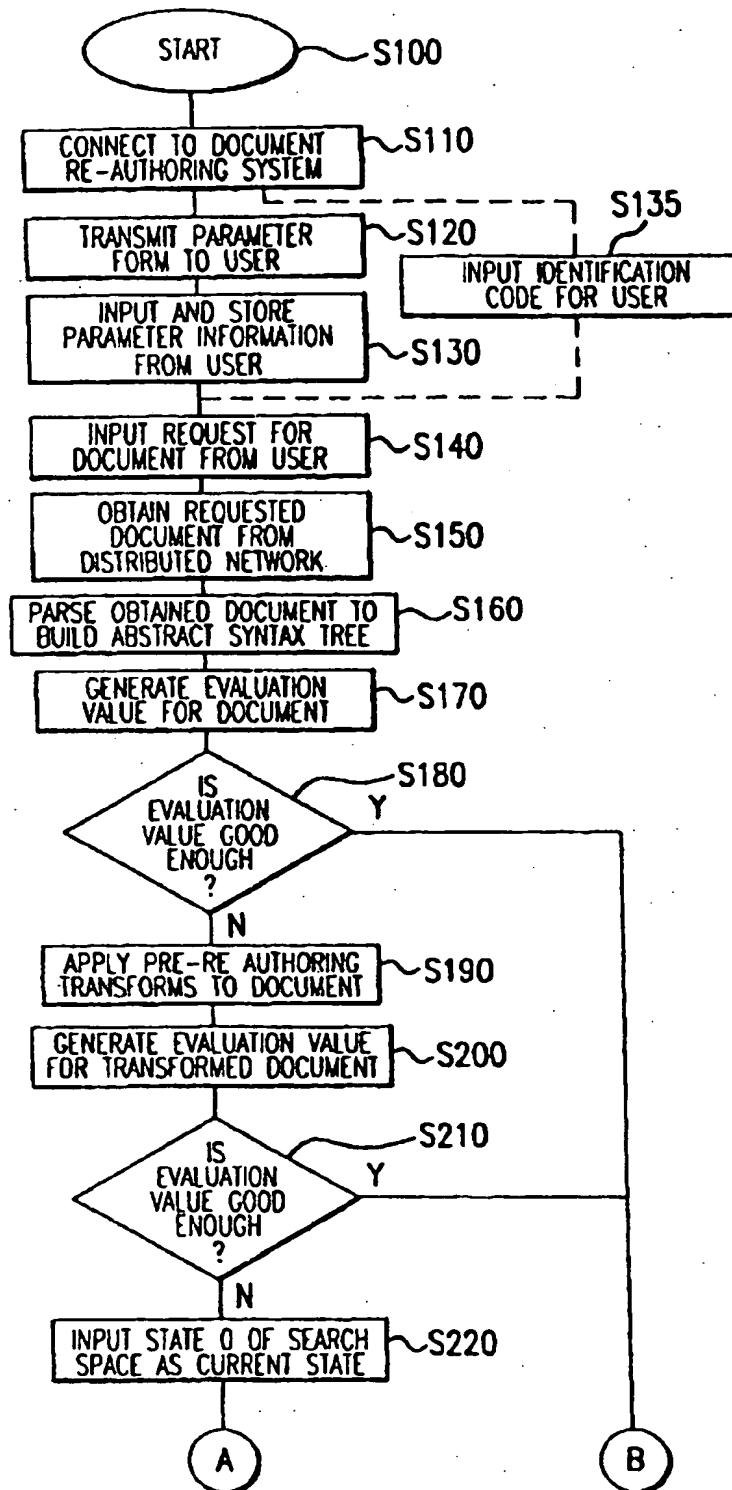 START
S100
CONNECT TO DOCUMENT
RE-AUTHORING SYSTEM
S110
TRANSMIT PARAMETER
FORM TO USER
S120
S135
INPUT IDENTIFICATION
CODE FOR USER
INPUT AND STORE
PARAMETER INFORMATION
FROM USER
S130
INPUT REQUEST FOR
DOCUMENT FROM USER
S140
OBTAIN REQUESTED
DOCUMENT FROM
DISTRIBUTED NETWORK
S150
PARSE OBTAINED DOCUMENT TO
BUILD ABSTRACT SYNTAX TREE
S160
GENERATE EVALUATION
VALUE FOR DOCUMENT
S170
IS
EVALUATION
VALUE GOOD
ENOUGH
?
S180
Y
N
APPLY PRE-RE AUTHORING
TRANSFORMS TO DOCUMENT
S190
GENERATE EVALUATION VALUE
FOR TRANSFORMED DOCUMENT
S200
IS
EVALUATION
VALUE GOOD
ENOUGH
?
S210
Y
N
INPUT STATE 0 OF SEARCH
SPACE AS CURRENT STATE
S220
A
B